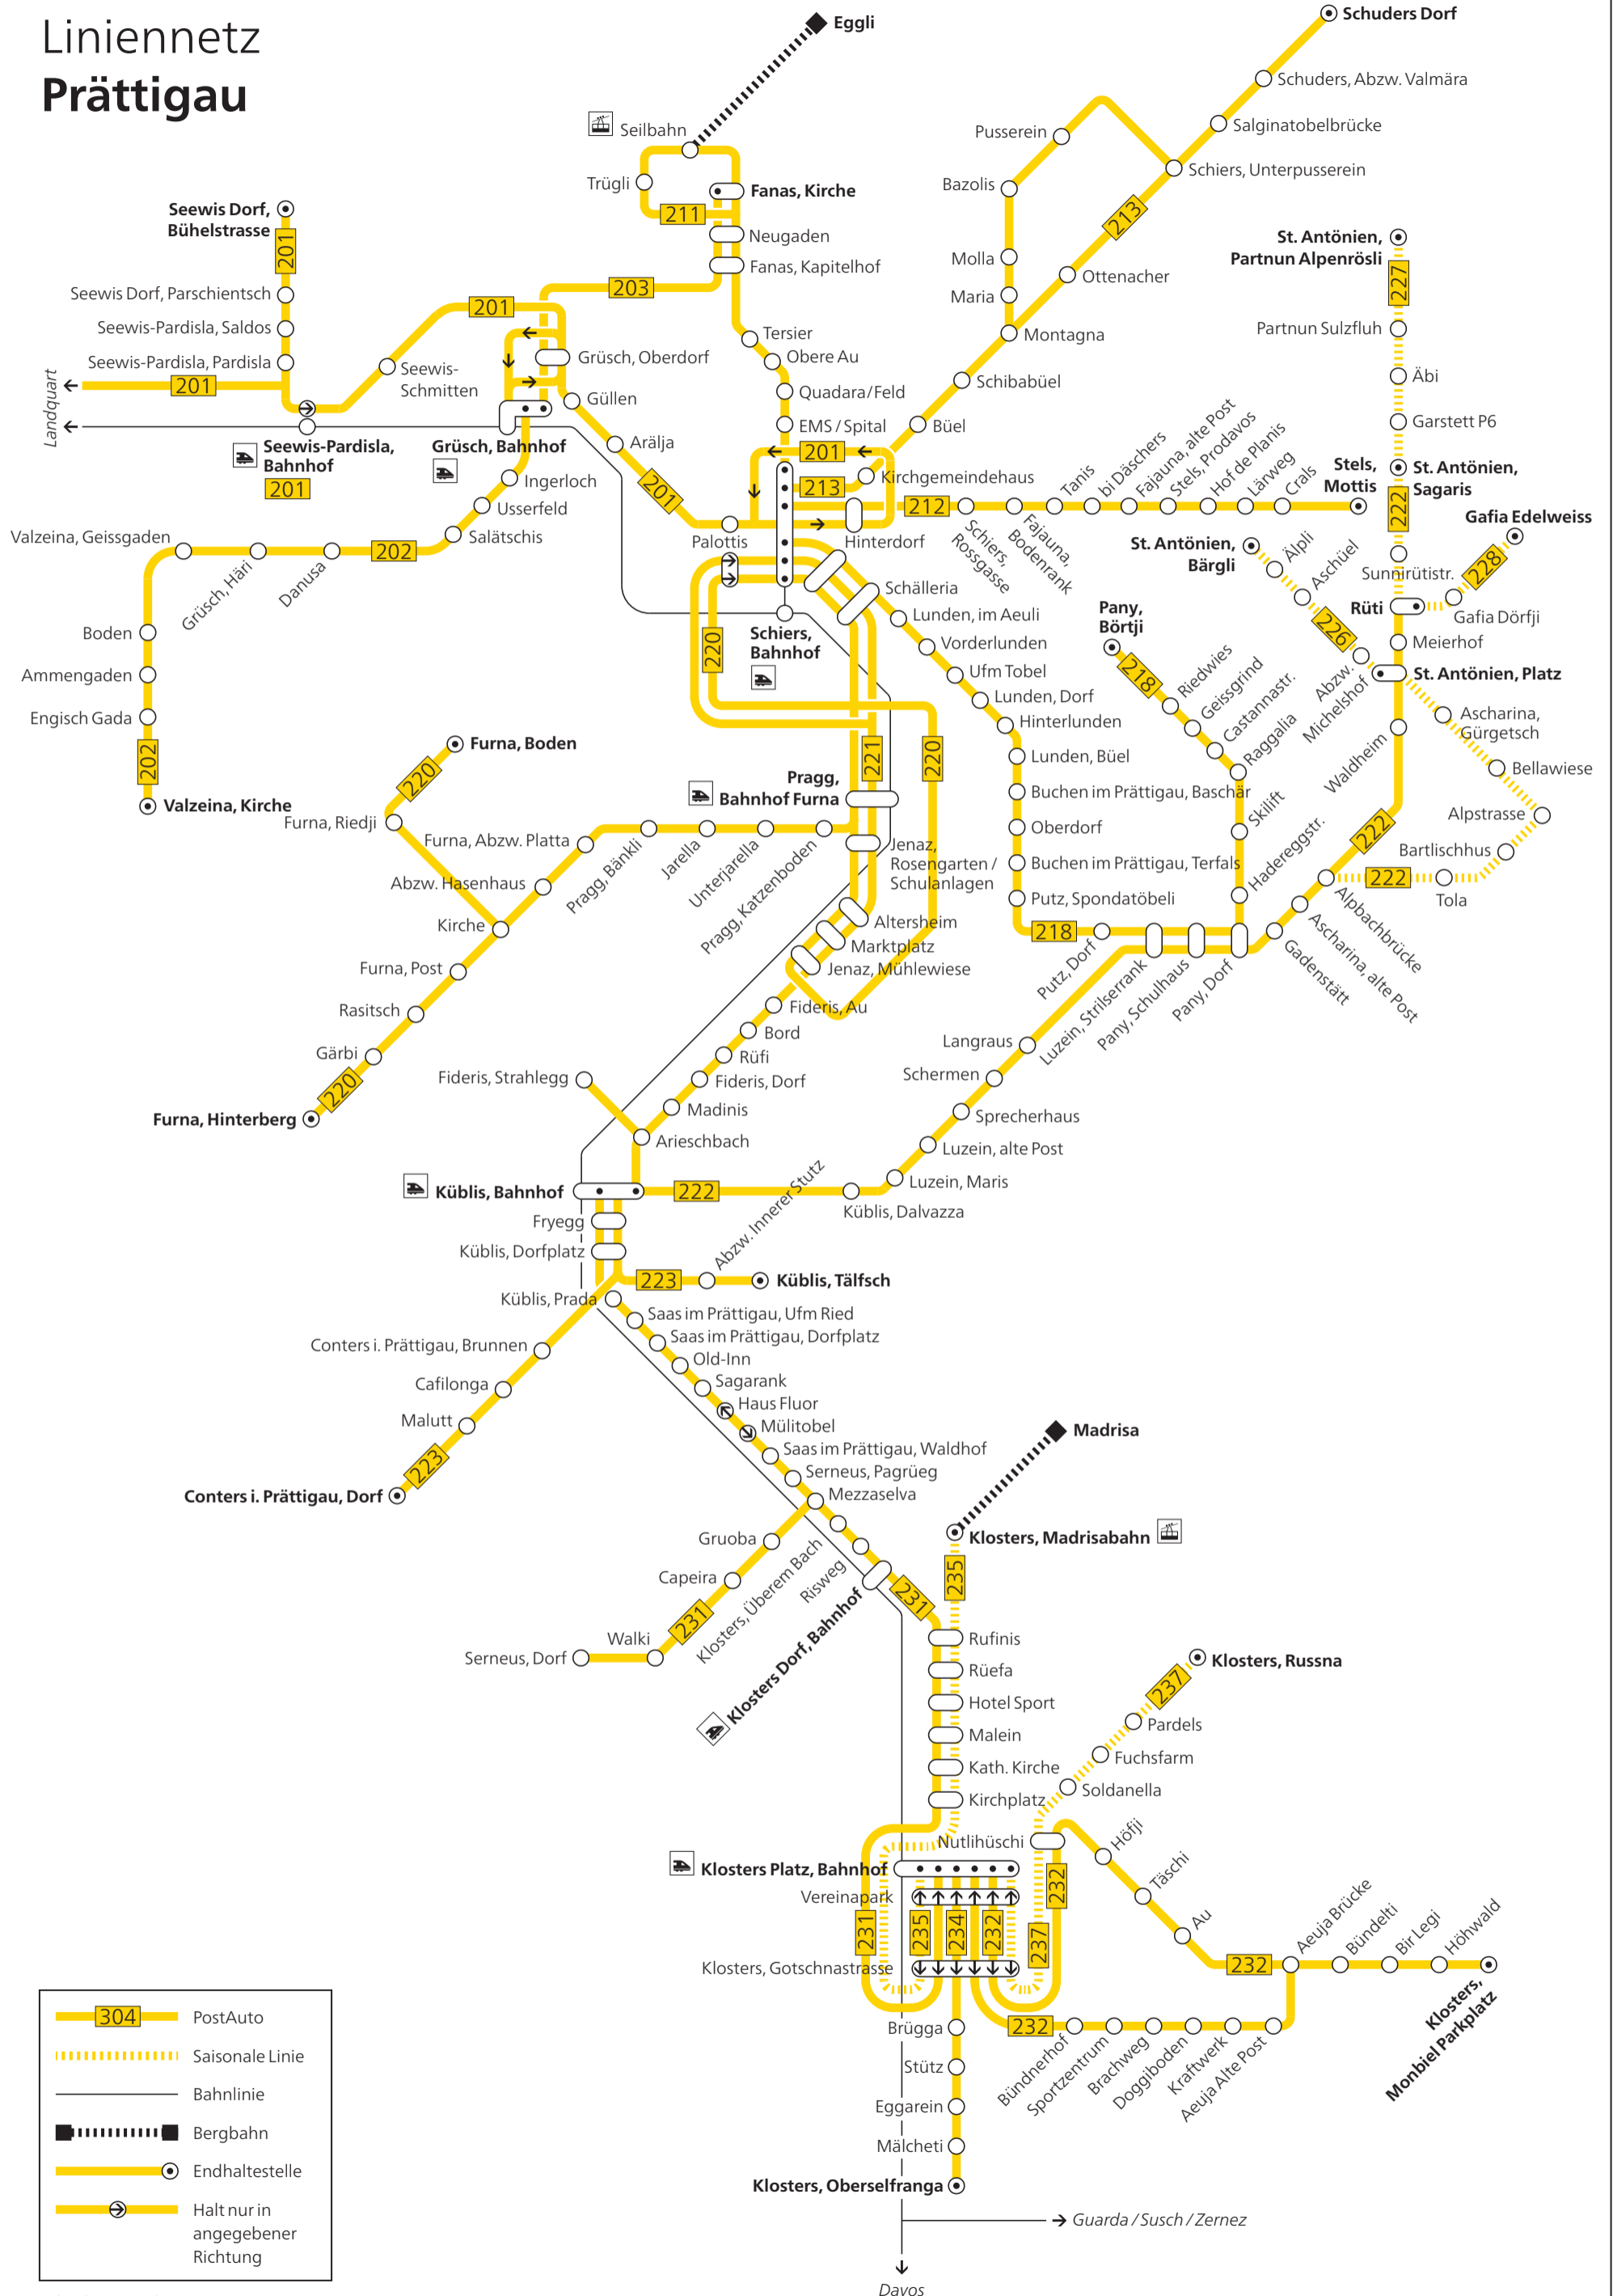 Liniennetz
Prättigau
Eggli
Schuders Dorf
Schuders, Abzw. Valmära
Salginatobelbrücke
Schiers, Unterpusserein
Pusserein
Bazolis
Molla
Maria
213
Ottenacher
Montagna
Schibabüel
Büel
Seilbahn
Trügli
211
Fanas, Kirche
Neugaden
Fanas, Kapitelhof
203
Tersier
Obere Au
Quadara/Feld
EMS/Spital
Seewis Dorf,
Bühelstrasse
201
Seewis Dorf, Parschientsch
Seewis-Pardisla, Saldos
Seewis-Pardisla, Pardisla
201
Landquart
201
Seewis-
Schmitten
Seewis-Pardisla,
Bahnhof
201
Grüsch, Oberdorf
Grüsch, Bahnhof
Güllen
Arälja
201
Palottis
201
213
Kirchgemeindehaus
Hinterdorf
212
Schiers,
Rossgasse
Fajauna,
Bodenrank
Tanis
bi Däschers
Fajauna, alte Post
Stels, Prodavos
Hof de Planis
Lärweg
Crals
Stels,
Mottis
St. Antönien,
Partnun Alpenrösli
227
Partnun Sulzfluh
Äbi
Garstett P6
St. Antönien,
Sagaris
222
Gafia Edelweiss
228
Sunnirütistr.
Gafia Dörfji
Rüti
Meierhof
St. Antönien,
Bärgli
Älpli
Aschüel
226
Abzw.
Michelshof
St. Antönien, Platz
Ascharina,
Gürgetsch
Bellawiese
Alpstrasse
Bartlischhus
Tola
222
Waldheim
222
Ingerloch
Usserfeld
Salätschis
202
Valzeina, Geissgaden
Grüsch, Häri
Danusa
Boden
Ammengaden
Engisch Gada
202
Valzeina, Kirche
Schiers,
Bahnhof
220
Schälleria
Lunden, im Aeuli
Vorderlunden
Ufm Tobel
Lunden, Dorf
Hinterlunden
Lunden, Büel
Buchen im Prättigau, Baschär
Oberdorf
Buchen im Prättigau, Terfals
Putz, Spondatöbeli
218
Putz, Dorf
Luzein, Strilserrank
Pany, Schulhaus
Pany, Dorf
Pany,
Börtji
218
Riedwies
Geissgrind
Castannastr.
Raggalia
Skilift
Hadereggstr.
Gadenstätt
Ascharina, alte Post
Alpbachbrücke
221
220
Pragg,
Bahnhof Furna
Jenaz,
Rosengarten/
Schulanlagen
Altersheim
Marktplatz
Jenaz, Mühlewiese
Furna, Boden
220
Furna, Riedji
Furna, Abzw. Platta
Abzw. Hasenhaus
Pragg, Bänkli
Jarella
Unterjarella
Pragg, Katzenboden
Kirche
Furna, Post
Rasitsch
Gärbi
220
Furna, Hinterberg
Fideris, Au
Bord
Rüfi
Fideris, Dorf
Madinis
Fideris, Strahlegg
Arieschbach
Langraus
Schermen
Sprecherhaus
Luzein, alte Post
Luzein, Maris
Küblis, Dalvazza
Küblis, Bahnhof
222
Fryegg
Küblis, Dorfplatz
Abzw. Innerer Stutz
223
Küblis, Tälfsch
Küblis, Prada
Saas im Prättigau, Ufm Ried
Saas im Prättigau, Dorfplatz
Old-Inn
Sagarank
Haus Fluor
Mülitobel
Saas im Prättigau, Waldhof
Serneus, Pagrüeg
Mezzaselva
Conters i. Prättigau, Brunnen
Cafilonga
Malutt
223
Conters i. Prättigau, Dorf
Gruoba
Capeira
231
Walki
Serneus, Dorf
Klosters, Überem Bach
Risweg
Klosters Dorf, Bahnhof
231
Madrisa
Klosters, Madrisabahn
235
Rufinis
Rüefa
Hotel Sport
Malein
Kath. Kirche
Kirchplatz
Klosters, Russna
237
Pardels
Fuchsfarm
Soldanella
Nutlihüschi
Klosters Platz, Bahnhof
Vereinapark
231
235
234
232
237
232
Klosters, Gotschnastrasse
Höfji
Täschi
Au
232
Aeuja Brücke
Bündelti
Bir Legi
Höhwald
Klosters,
Monbiel Parkplatz
232
Bündnerhof
Sportzentrum
Brachweg
Doggiboden
Kraftwerk
Aeuja Alte Post
Brügga
Stütz
Eggarein
Mälcheti
Klosters, Oberselfranga
Guarda/Susch/Zernez
Davos
304
PostAuto
Saisonale Linie
Bahnlinie
Bergbahn
Endhaltestelle
Halt nur in
angegebener
Richtung